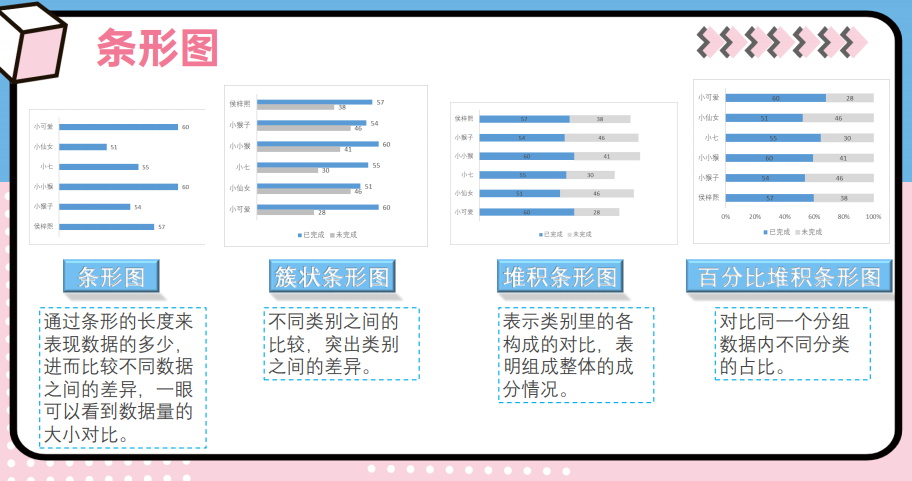 条形图
小可爱
60
小仙女
51
小七
55
小小猴
60
小猴子
54
侯梓熙
57
侯梓熙
57
38
小猴子
54
46
小小猴
60
41
小七
55
30
小仙女
51
46
小可爱
60
28
已完成 未完成
侯梓熙 57 38
小猴子 54 46
小小猴 60 41
小七 55 30
小仙女 51 46
小可爱 60 28
已完成 未完成
小可爱 60 28
小仙女 51 46
小七 55 30
小小猴 60 41
小猴子 54 46
侯梓熙 57 38
0% 20% 40% 60% 80% 100%
已完成 未完成
条形图
簇状条形图
堆积条形图
百分比堆积条形图
通过条形的长度来
表现数据的多少，
进而比较不同数据
之间的差异，一眼
可以看到数据量的
大小对比。
不同类别之间的
比较，突出类别
之间的差异。
表示类别里的各
构成的对比，表
明组成整体的成
分情况。
对比同一个分组
数据内不同分类
的占比。